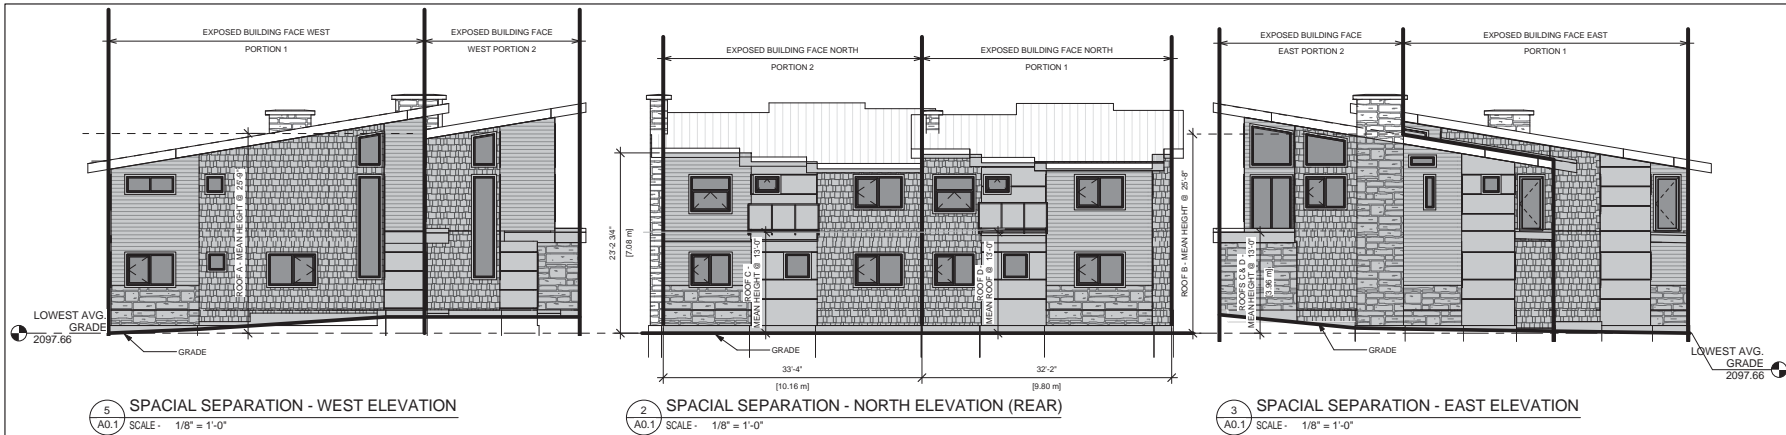 EXPOSED BUILDING FACE WEST
PORTION 1
EXPOSED BUILDING FACE
WEST PORTION 2
ROOF A - MEAN HEIGHT @ 25'-9"
LOWEST AVG.
GRADE
2097.66
GRADE
5
A0.1
SPACIAL SEPARATION - WEST ELEVATION
SCALE - 1/8" = 1'-0"
EXPOSED BUILDING FACE NORTH
PORTION 2
EXPOSED BUILDING FACE NORTH
PORTION 1
23'-2 3/4"
[7.08 m]
ROOF C -
MEAN HEIGHT @ 13'-0"
ROOF D -
MEAN ROOF @ 13'-0"
ROOF B - MEAN HEIGHT @ 25'-8"
GRADE
33'-4"
[10.16 m]
32'-2"
[9.80 m]
2
A0.1
SPACIAL SEPARATION - NORTH ELEVATION (REAR)
SCALE - 1/8" = 1'-0"
EXPOSED BUILDING FACE
EAST PORTION 2
EXPOSED BUILDING FACE EAST
PORTION 1
ROOFS C & D -
MEAN HEIGHT @ 13'-0"
[3.96 m]
GRADE
LOWEST AVG.
GRADE
2097.66
3
A0.1
SPACIAL SEPARATION - EAST ELEVATION
SCALE - 1/8" = 1'-0"